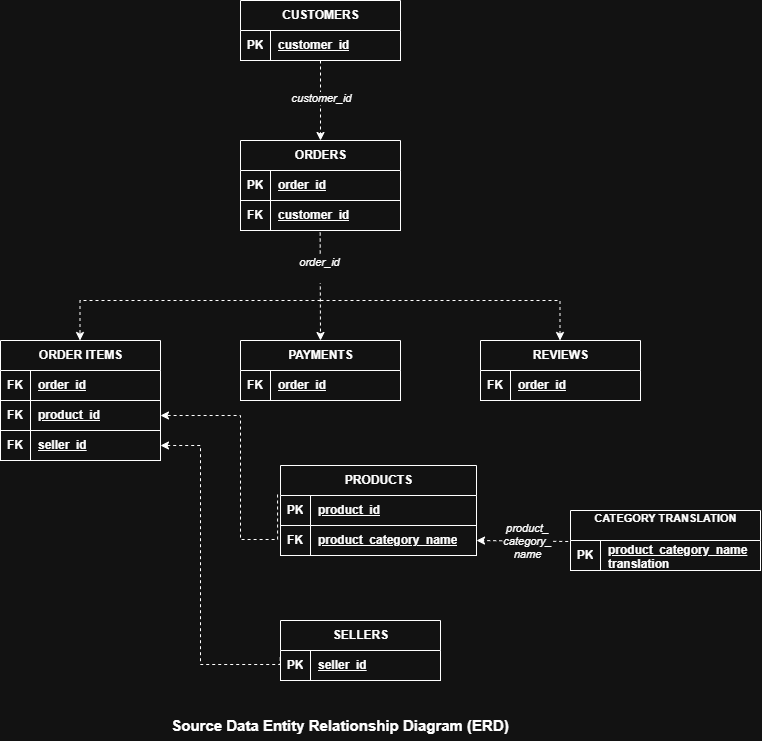 CUSTOMERS
PK customer_id
customer_id
ORDERS
PK order_id
FK customer_id
order_id
ORDER ITEMS
FK order_id
FK product_id
FK seller_id
PAYMENTS
FK order_id
REVIEWS
FK order_id
PRODUCTS
PK product_id
FK product_category_name
product_
category_
name
CATEGORY TRANSLATION
PK product_category_name
translation
SELLERS
PK seller_id
Source Data Entity Relationship Diagram (ERD)